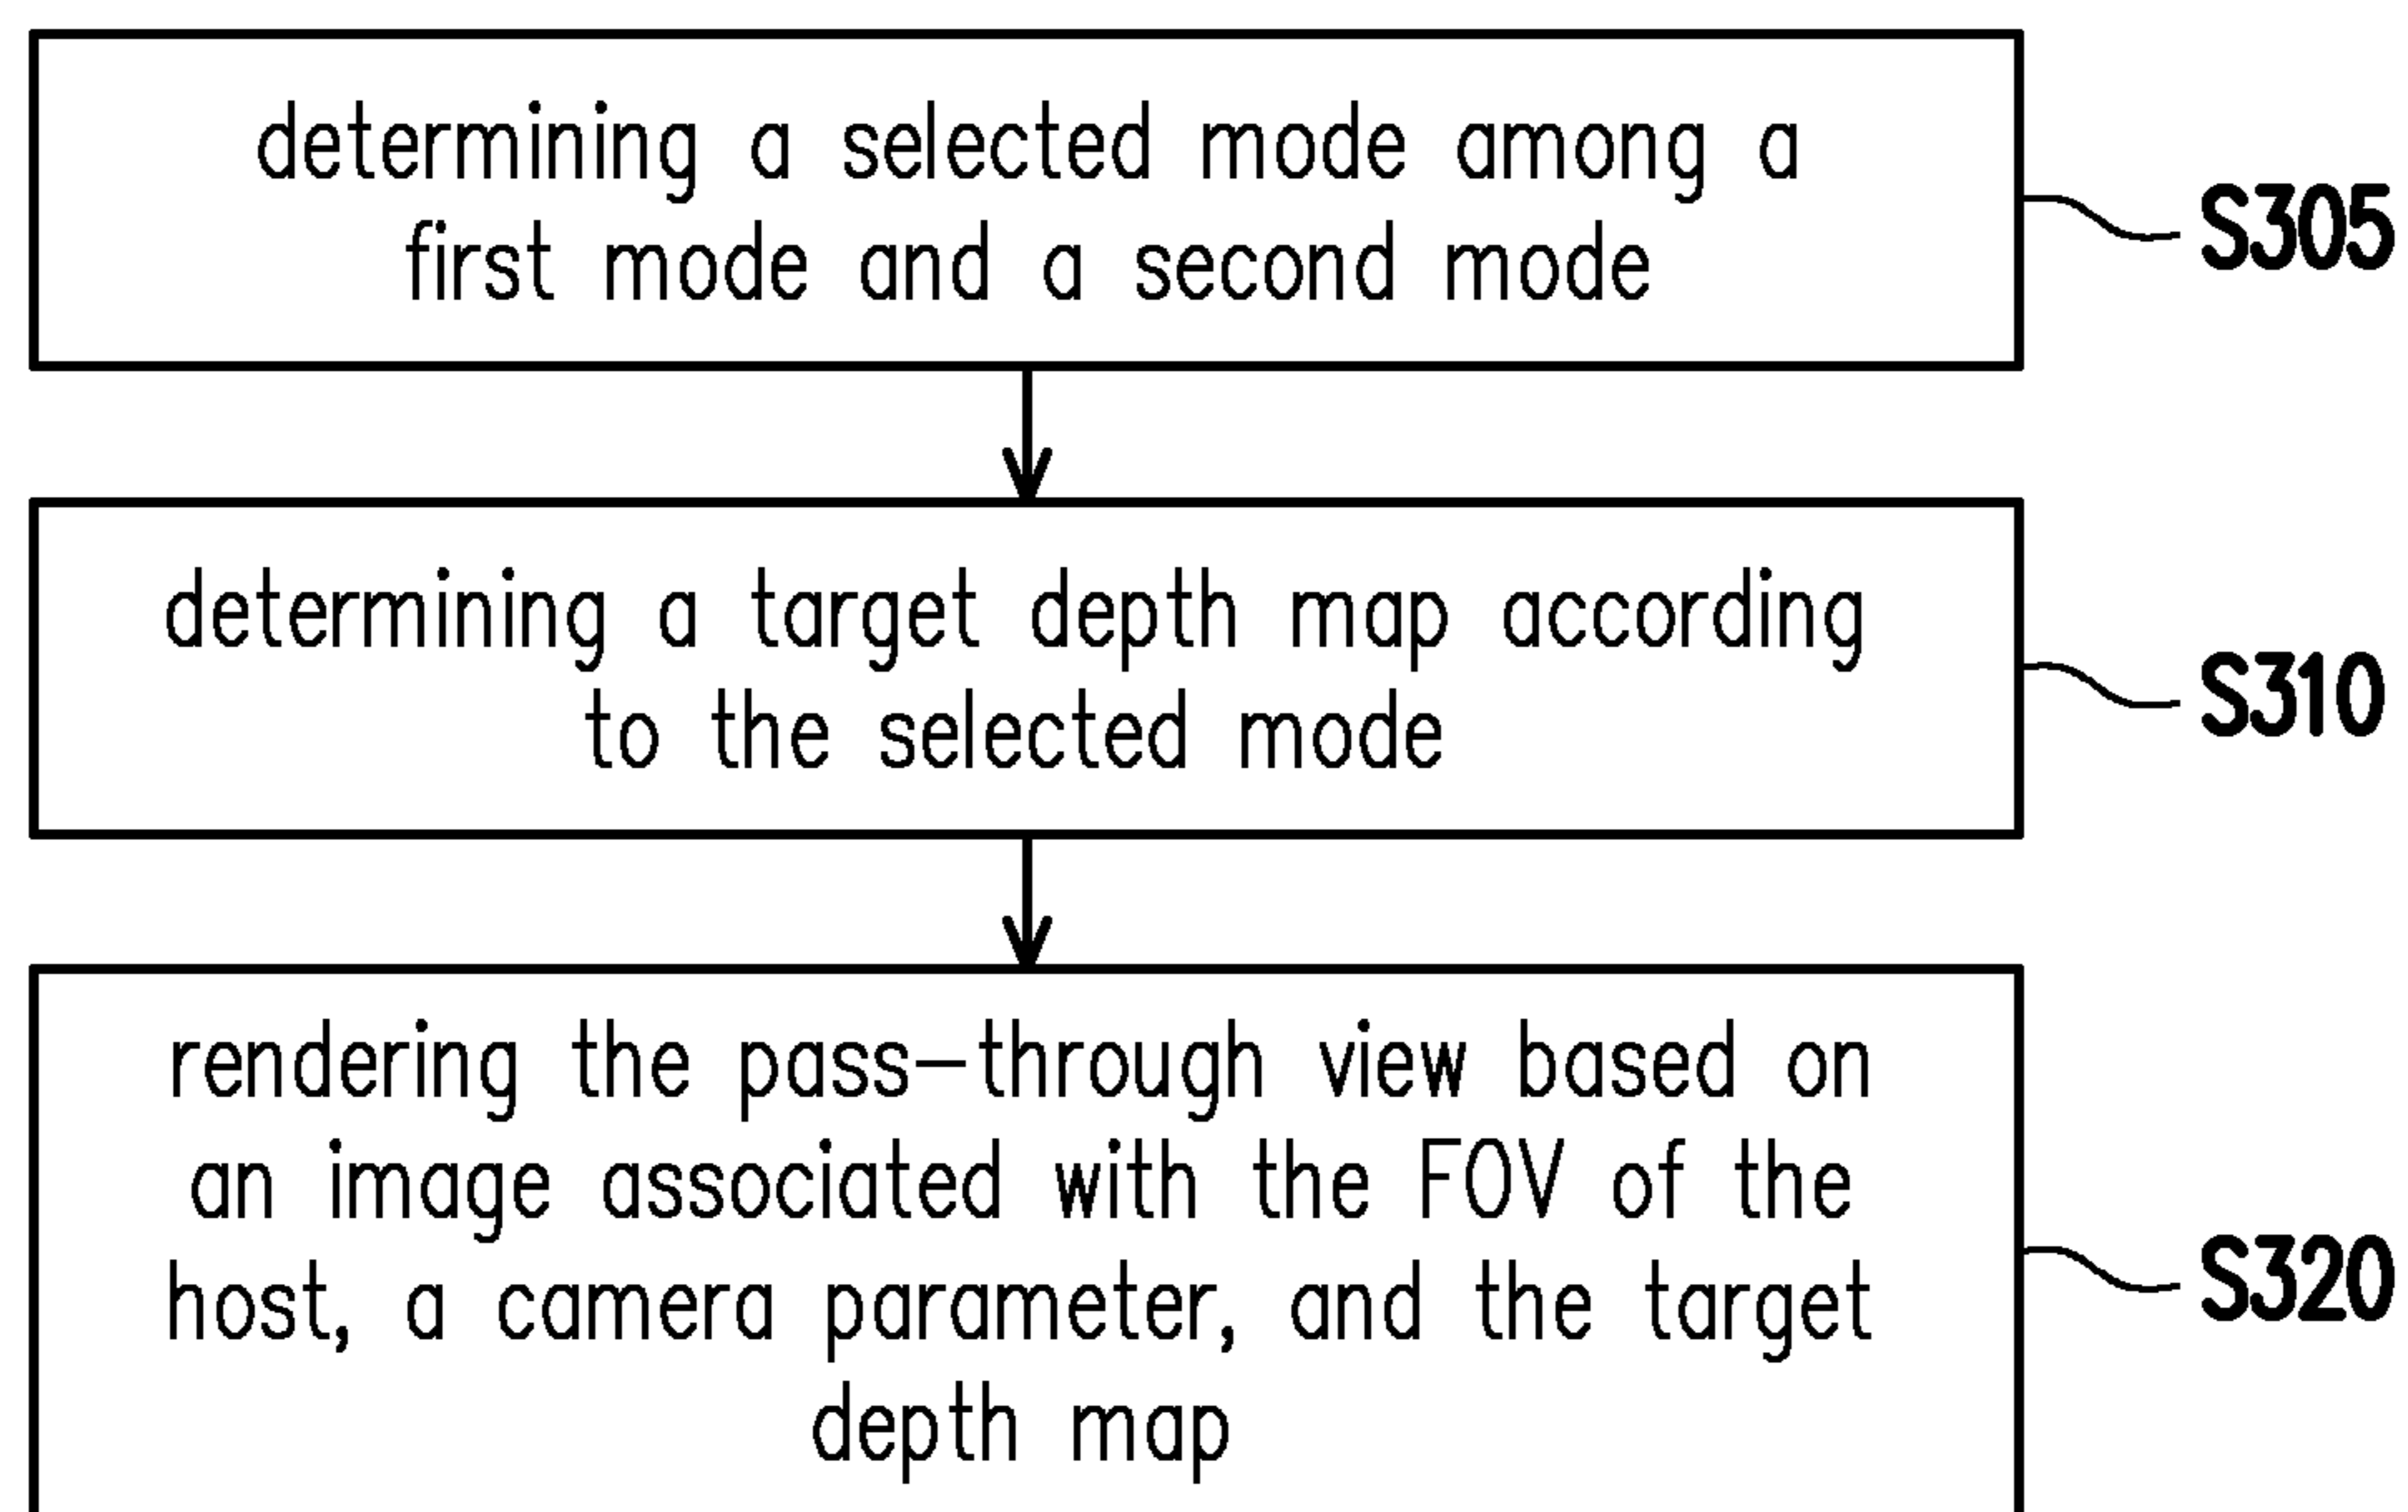 determining a selected mode among a
first mode and a second mode
S305
determining a target depth map according
to the selected mode
S310
rendering the pass-through view based on
an image associated with the FOV of the
host, a camera parameter, and the target
depth map
S320